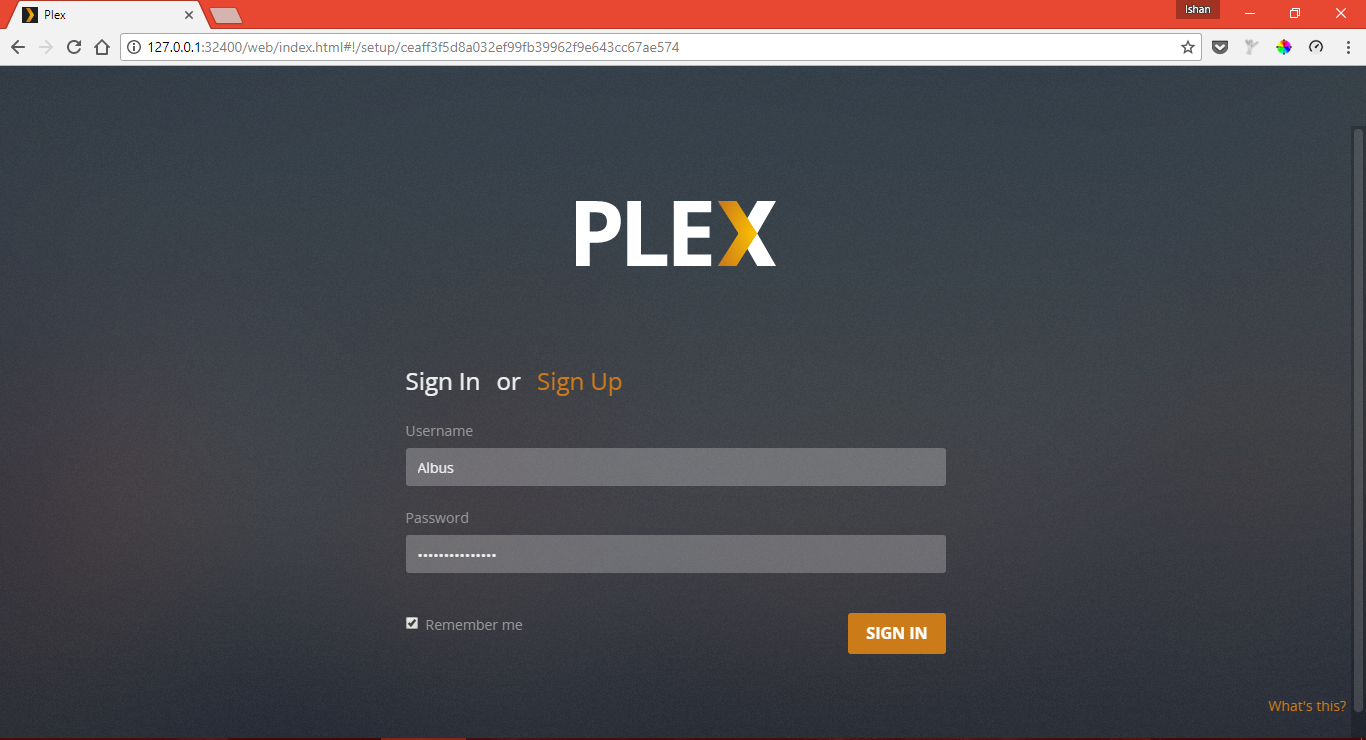 Plex
Ishan
127.0.0.1:32400/web/index.html#!/setup/ceaff3f5d8a032ef99fb39962f9e643cc67ae574
PLEX
Sign In or Sign Up
Username
Albus
Password
•••••••••••••••
Remember me
SIGN IN
What's this?